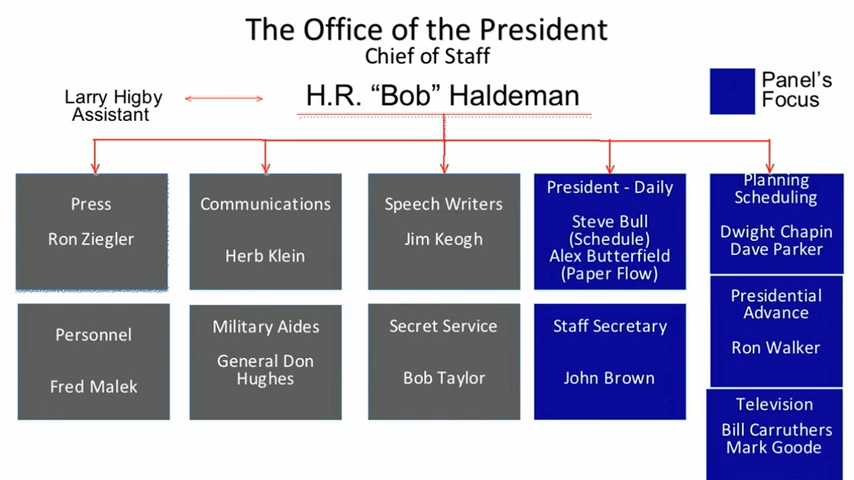 The Office of the President
Chief of Staff
Larry Higby
Assistant
H.R. “Bob” Haldeman
Panel’s
Focus
Press
Ron Ziegler
Communications
Herb Klein
Speech Writers
Jim Keogh
President - Daily
Steve Bull
(Schedule)
Alex Butterfield
(Paper Flow)
Planning
Scheduling
Dwight Chapin
Dave Parker
Personnel
Fred Malek
Military Aides
General Don
Hughes
Secret Service
Bob Taylor
Staff Secretary
John Brown
Presidential
Advance
Ron Walker
Television
Bill Carruthers
Mark Goode